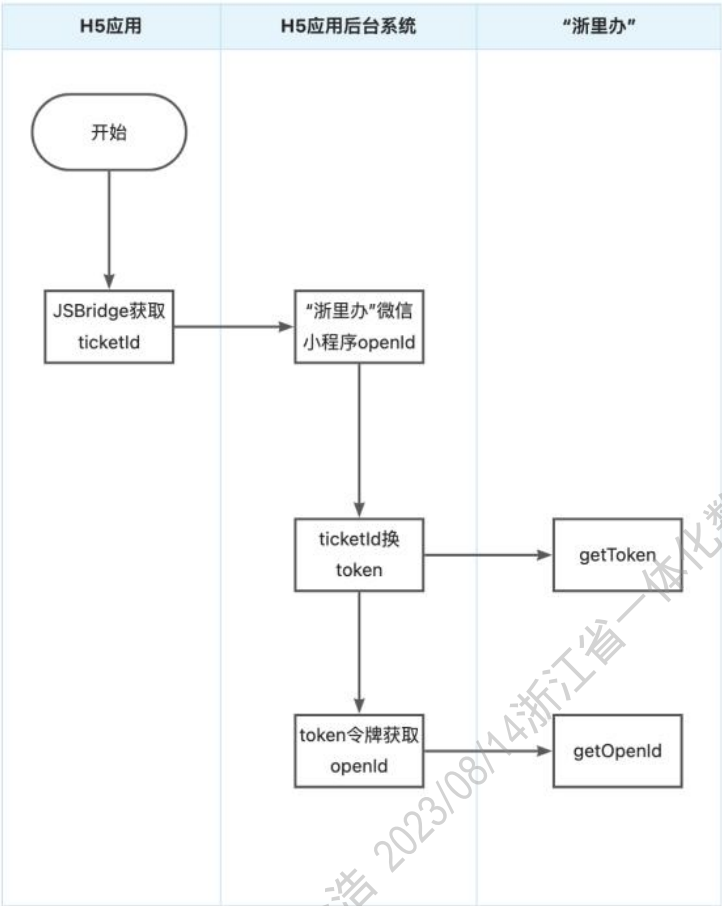 H5应用
H5应用后台系统
“浙里办”
开始
JSBridge获取
ticketId
“浙里办”微信
小程序openId
ticketId换
token
getToken
token令牌获取
openId
getOpenId
浩 2023/08/14浙江省一体化数